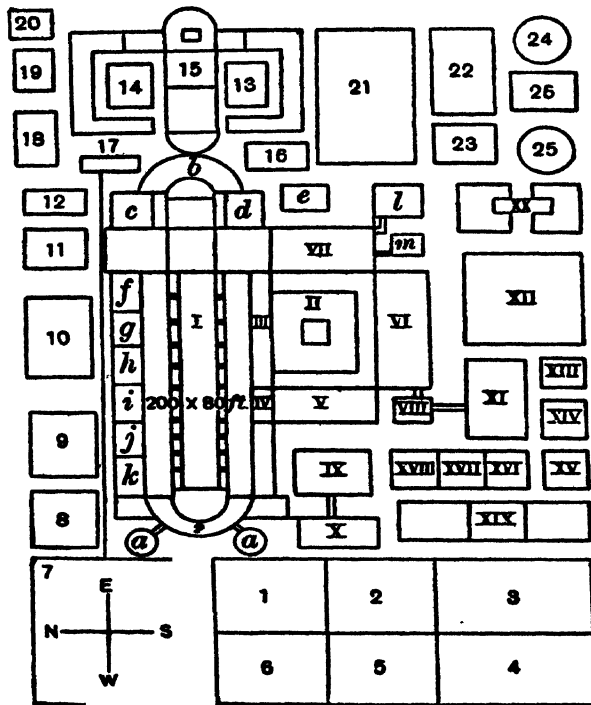 20
19
18
17
14
15
13
16
21
22
23
24
26
25
b
12
11
10
9
8
c
d
e
l
m
XX
VII
f
g
h
i
j
k
I
II
III
VI
XII
200 X 80 ft.
IV
V
VIII
XI
XIII
XIV
XV
IX
XVIII
XVII
XVI
X
XIX
a
a
7
E
N
S
W
1
2
3
6
5
4